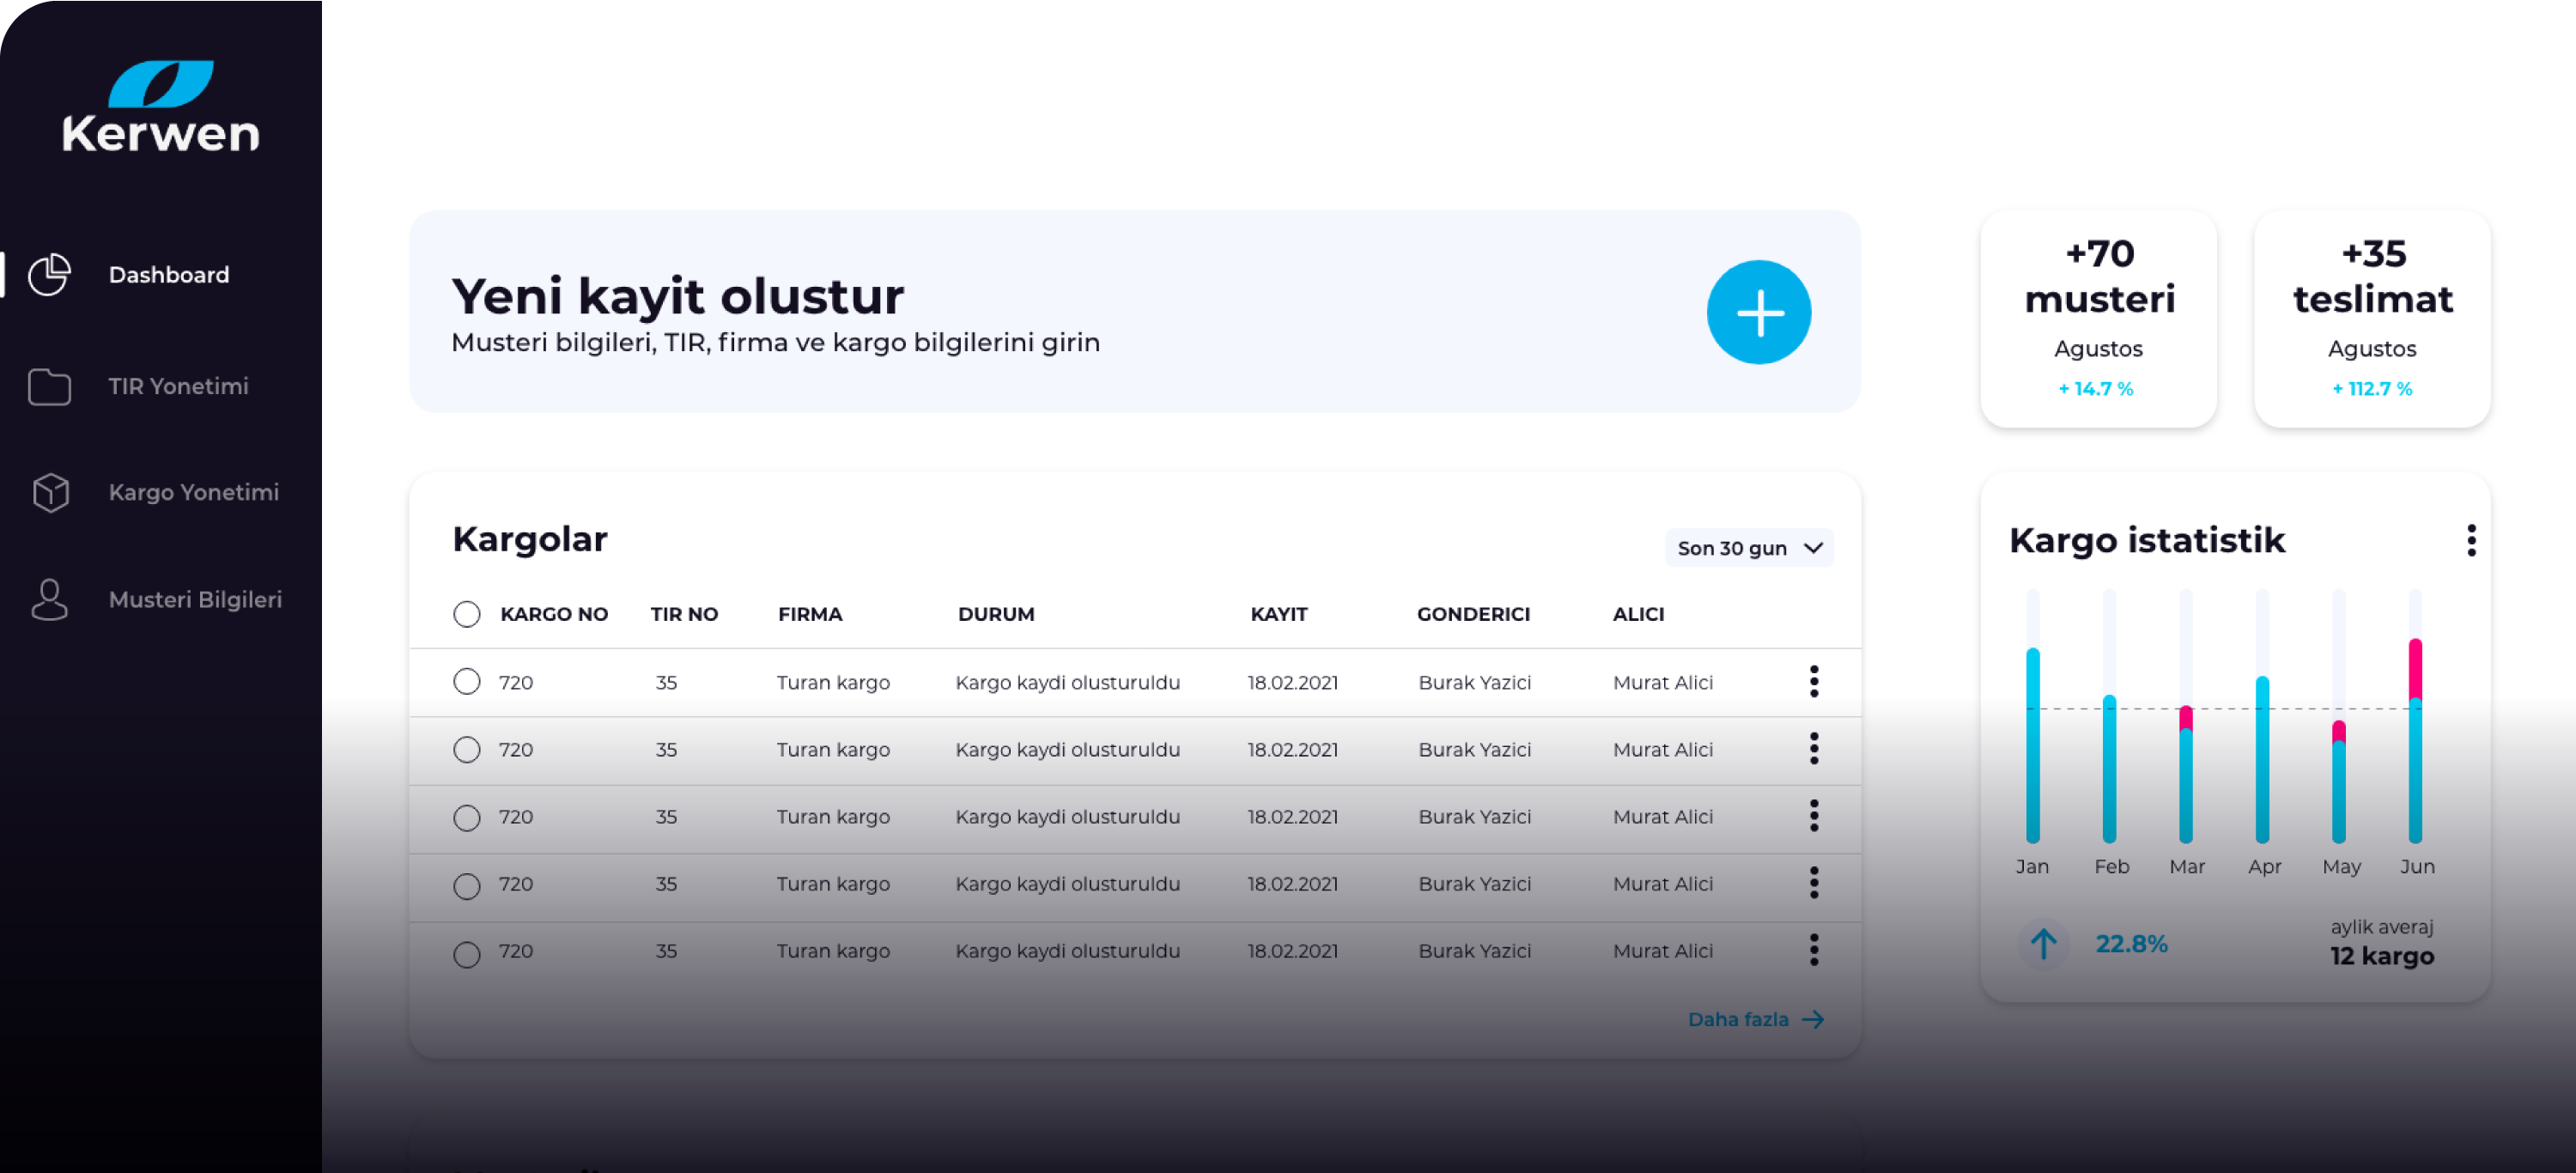 Kerwen
Dashboard
TIR Yonetimi
Kargo Yonetimi
Musteri Bilgileri
Yeni kayit olustur
Musteri bilgileri, TIR, firma ve kargo bilgilerini girin
+70
musteri
Agustos
+ 14.7 %
+35
teslimat
Agustos
+ 112.7 %
Kargolar
Son 30 gun
KARGO NO TIR NO FIRMA DURUM KAYIT GONDERICI ALICI
720 35 Turan kargo Kargo kaydi olusturuldu 18.02.2021 Burak Yazici Murat Alici
720 35 Turan kargo Kargo kaydi olusturuldu 18.02.2021 Burak Yazici Murat Alici
720 35 Turan kargo Kargo kaydi olusturuldu 18.02.2021 Burak Yazici Murat Alici
720 35 Turan kargo Kargo kaydi olusturuldu 18.02.2021 Burak Yazici Murat Alici
720 35 Turan kargo Kargo kaydi olusturuldu 18.02.2021 Burak Yazici Murat Alici
Daha fazla
Kargo istatistik
Jan Feb Mar Apr May Jun
22.8%
aylik averaj
12 kargo